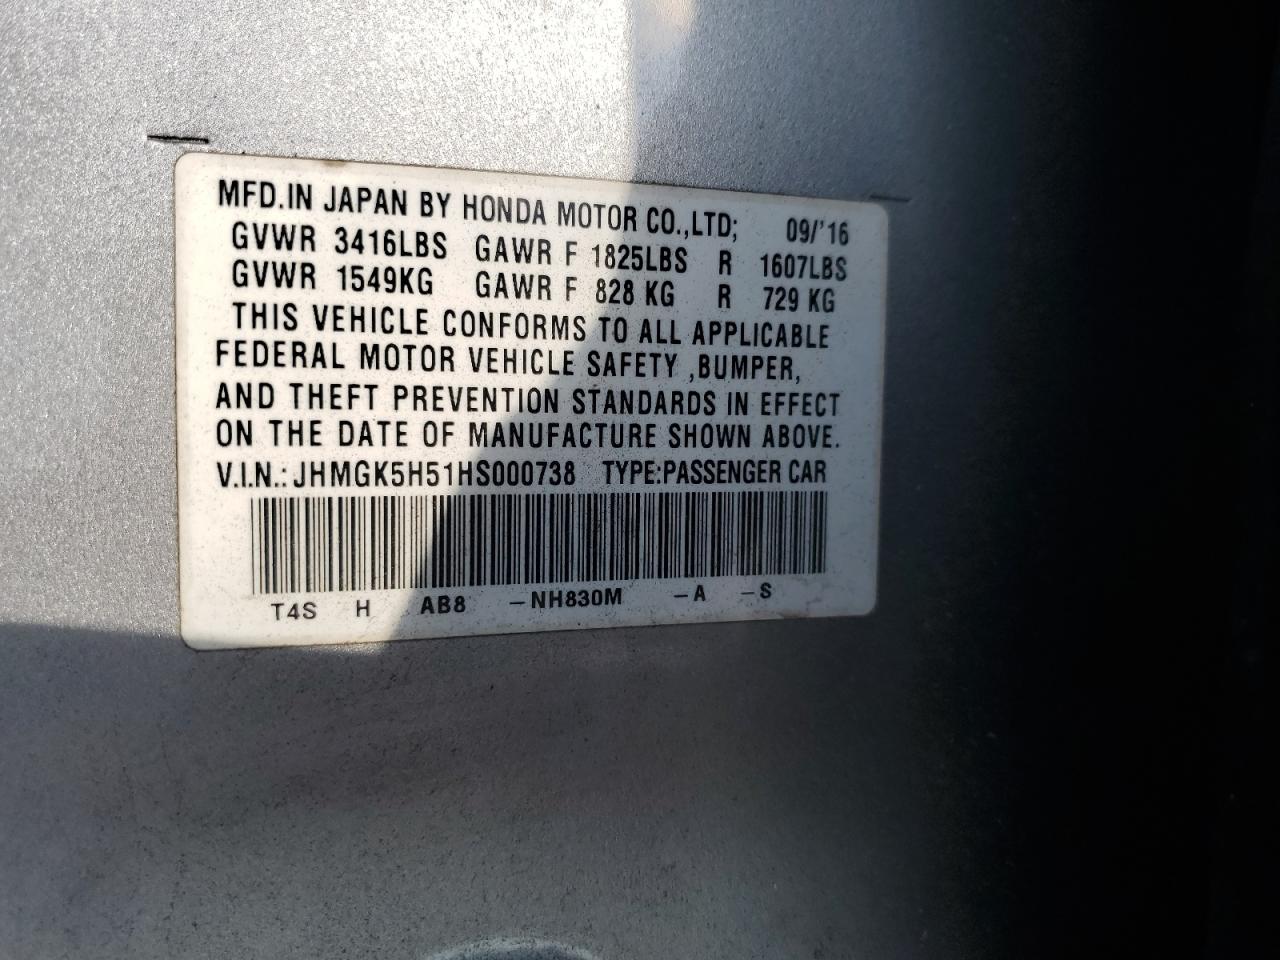 MFD.IN JAPAN BY HONDA MOTOR CO.,LTD; 09/'16
GVWR 3416LBS GAWR F 1825LBS R 1607LBS
GVWR 1549KG GAWR F 828 KG R 729 KG
THIS VEHICLE CONFORMS TO ALL APPLICABLE
FEDERAL MOTOR VEHICLE SAFETY ,BUMPER,
AND THEFT PREVENTION STANDARDS IN EFFECT
ON THE DATE OF MANUFACTURE SHOWN ABOVE.
V.I.N.: JHMGK5H51HS000738 TYPE:PASSENGER CAR
T4S H AB8 -NH830M -A -S